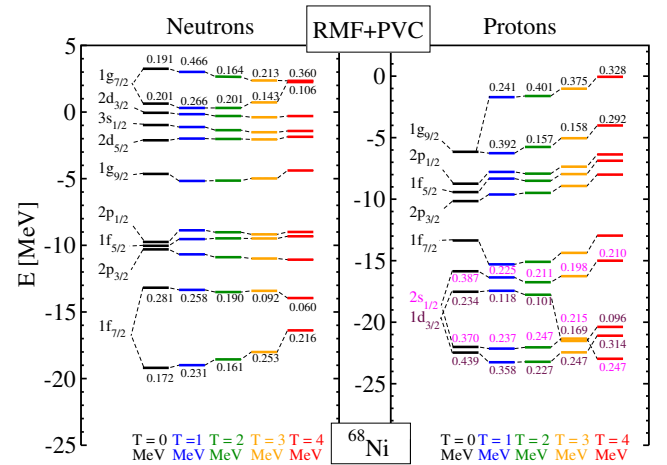 Neutrons
RMF+PVC
Protons
E [MeV]
5
0
-5
-10
-15
-20
-25
1g7/2
2d3/2
3s1/2
2d5/2
1g9/2
2p1/2
1f5/2
2p3/2
1f7/2
0.191
0.466
0.164
0.213
0.360
0.201
0.266
0.201
0.143
0.106
0.281
0.258
0.190
0.092
0.060
0.172
0.231
0.161
0.253
0.216
T = 0 MeV
T = 1 MeV
T = 2 MeV
T = 3 MeV
T = 4 MeV
68Ni
0
-5
-10
-15
-20
-25
1g9/2
2p1/2
1f5/2
2p3/2
1f7/2
2s1/2
1d3/2
0.241
0.401
0.375
0.328
0.392
0.157
0.158
0.292
0.387
0.225
0.211
0.198
0.210
0.234
0.118
0.101
0.215
0.096
0.370
0.237
0.247
0.169
0.314
0.439
0.358
0.227
0.247
0.247
T = 0 MeV
T = 1 MeV
T = 2 MeV
T = 3 MeV
T = 4 MeV